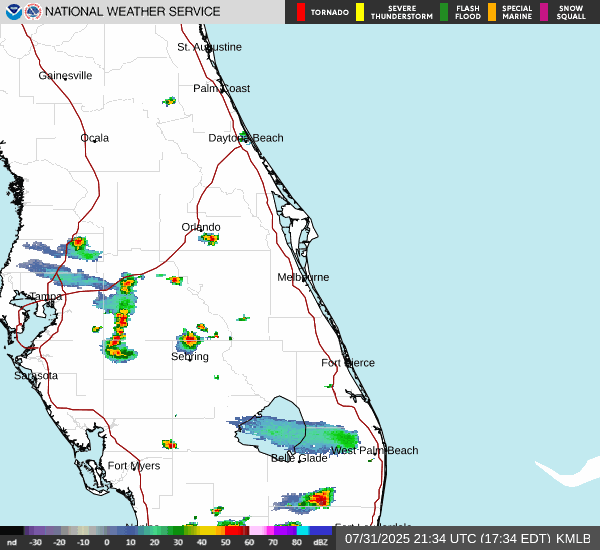 NATIONAL WEATHER SERVICE
TORNADO
SEVERE THUNDERSTORM
FLASH FLOOD
SPECIAL MARINE
SNOW SQUALL
St. Augustine
Gainesville
Palm Coast
Ocala
Daytona Beach
Orlando
Melbourne
Tampa
Sebring
Fort Pierce
Sarasota
West Palm Beach
Belle Glade
Fort Myers
nd -30 -20 -10 0 10 20 30 40 50 60 70 80 dBZ
07/31/2025 21:34 UTC (17:34 EDT) KMLB